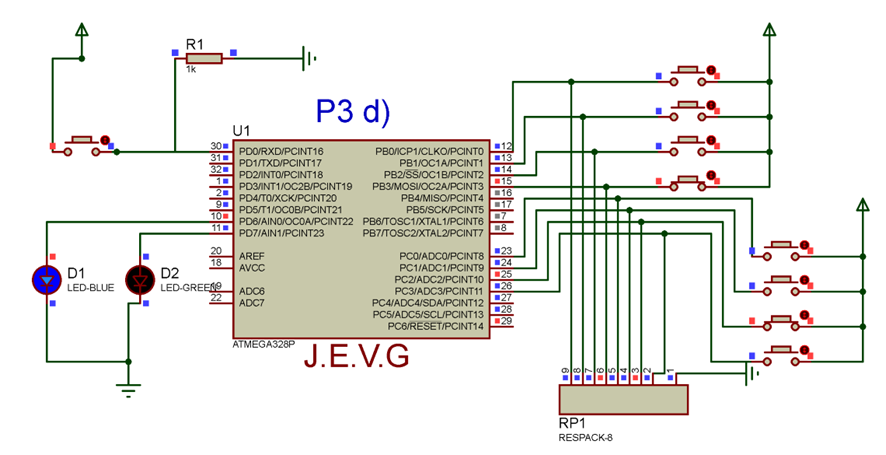 R1
1k
P3 d)
U1
30 PD0/RXD/PCINT16 PB0/ICP1/CLKO/PCINT0 12
31 PD1/TXD/PCINT17 PB1/OC1A/PCINT1 13
32 PD2/INT0/PCINT18 PB2/SS/OC1B/PCINT2 14
1 PD3/INT1/OC2B/PCINT19 PB3/MOSI/OC2A/PCINT3 15
2 PD4/T0/XCK/PCINT20 PB4/MISO/PCINT4 16
9 PD5/T1/OC0B/PCINT21 PB5/SCK/PCINT5 17
10 PD6/AIN0/OC0A/PCINT22 PB6/TOSC1/XTAL1/PCINT6 7
11 PD7/AIN1/PCINT23 PB7/TOSC2/XTAL2/PCINT7 8
20 AREF PC0/ADC0/PCINT8 23
18 AVCC PC1/ADC1/PCINT9 24
PC2/ADC2/PCINT10 25
19 ADC6 PC3/ADC3/PCINT11 26
22 ADC7 PC4/ADC4/SDA/PCINT12 27
PC5/ADC5/SCL/PCINT13 28
PC6/RESET/PCINT14 29
ATMEGA328P
J.E.V.G
D1
LED-BLUE
D2
LED-GREEN
9 8 7 6 5 4 3 2 1
RP1
RESPACK-8